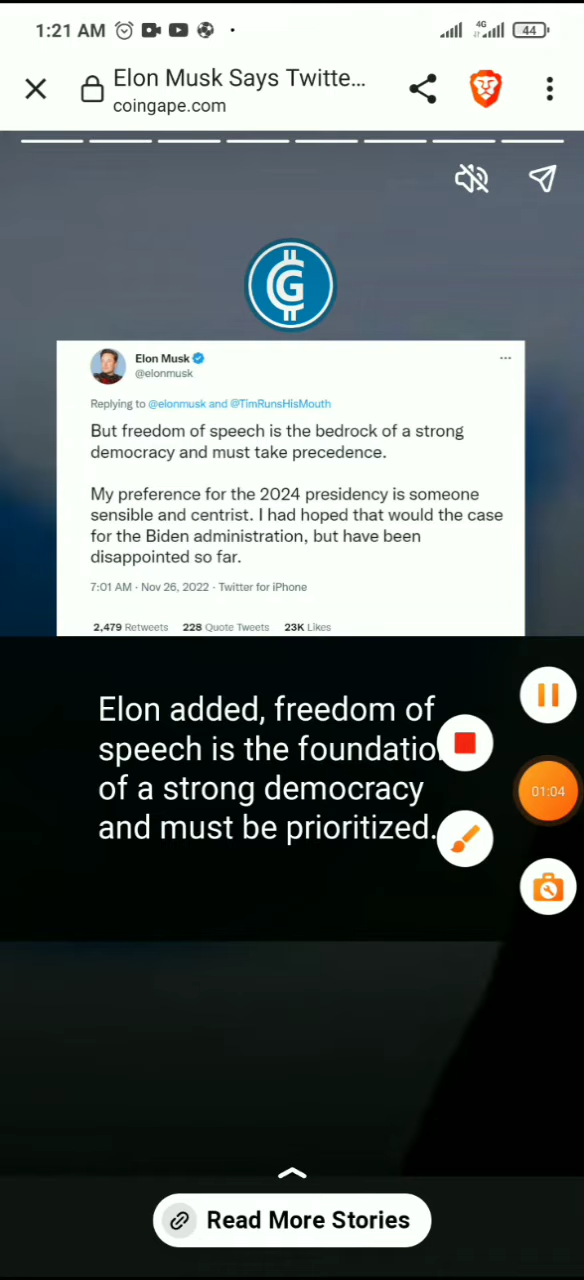 1:21 AM
4G
44
Elon Musk Says Twitte...
coingape.com
G
Elon Musk
@elonmusk
...
Replying to @elonmusk and @TimRunsHisMouth
But freedom of speech is the bedrock of a strong
democracy and must take precedence.
My preference for the 2024 presidency is someone
sensible and centrist. I had hoped that would the case
for the Biden administration, but have been
disappointed so far.
7:01 AM · Nov 26, 2022 · Twitter for iPhone
2,479 Retweets 228 Quote Tweets 23K Likes
Elon added, freedom of
speech is the foundatio
of a strong democracy
and must be prioritized.
01:04
Read More Stories